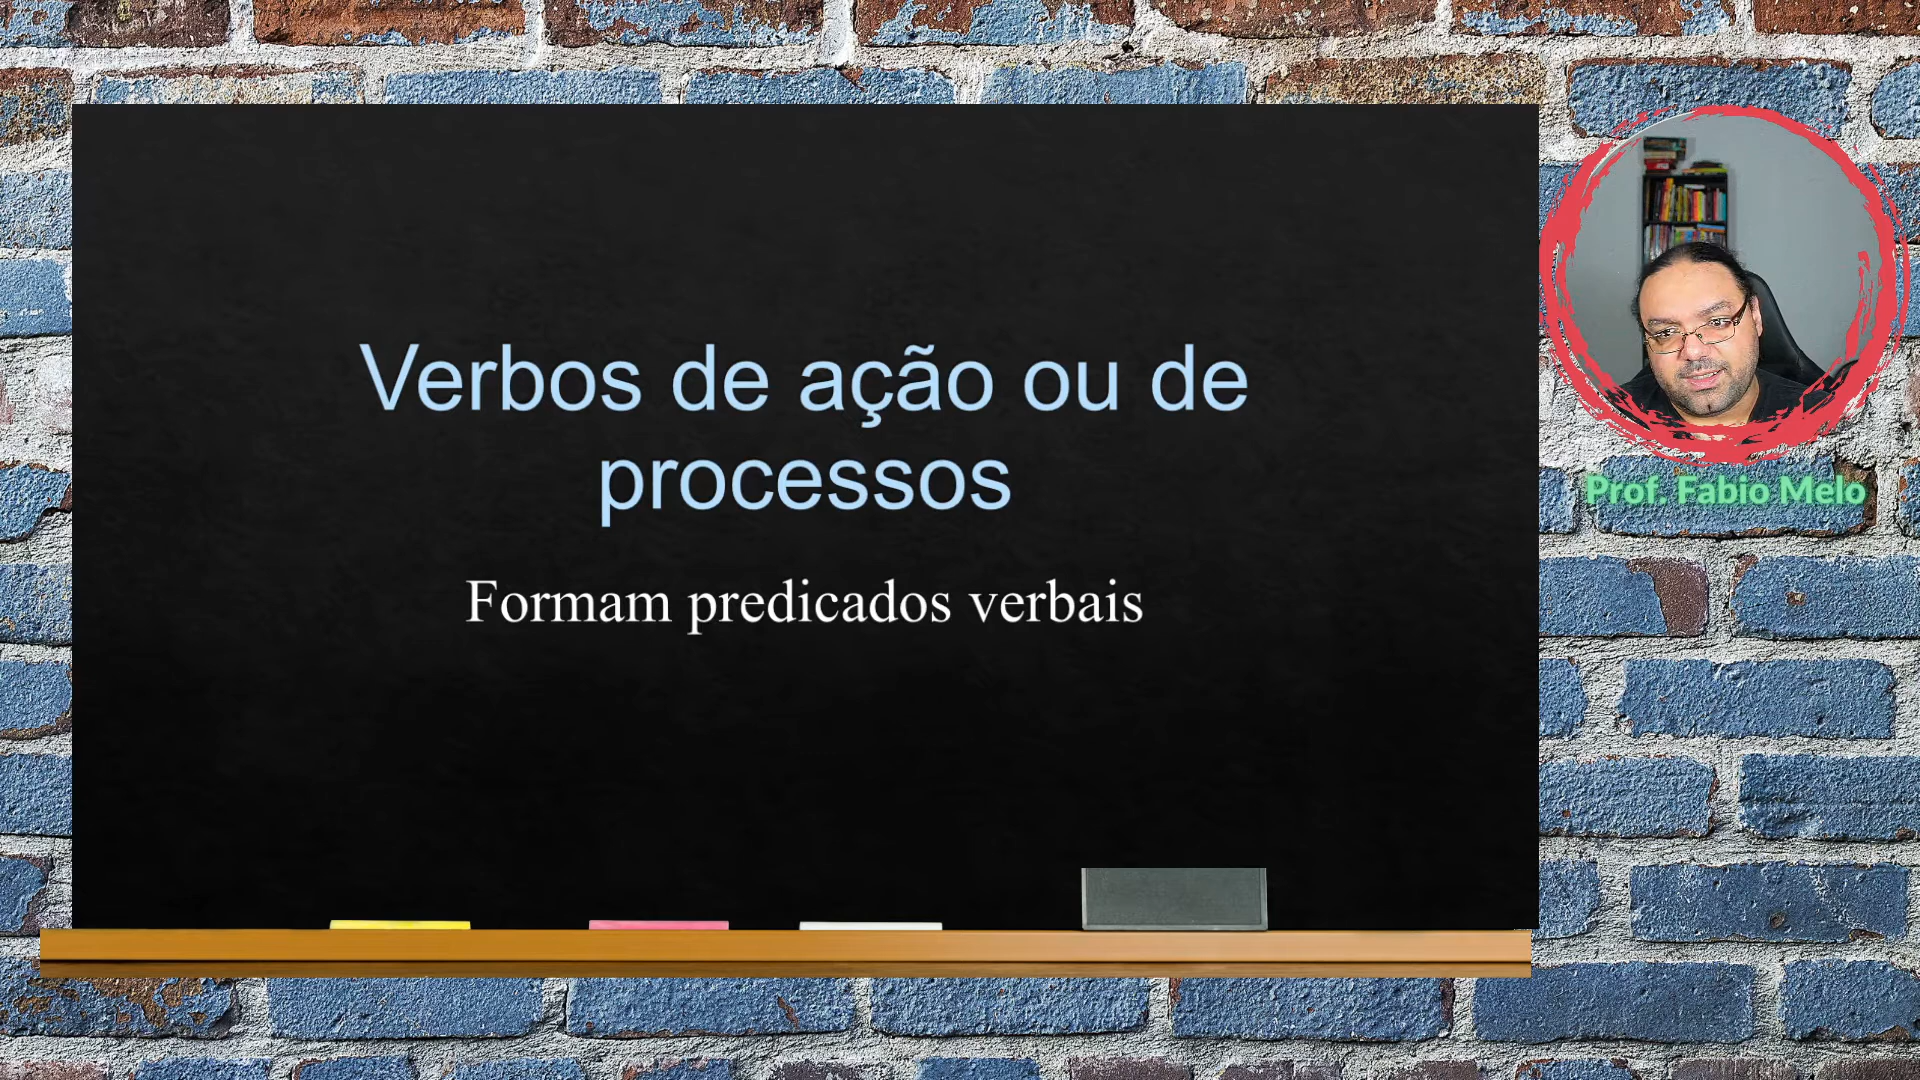 Verbos de ação ou de
processos
Formam predicados verbais
Prof. Fabio Melo